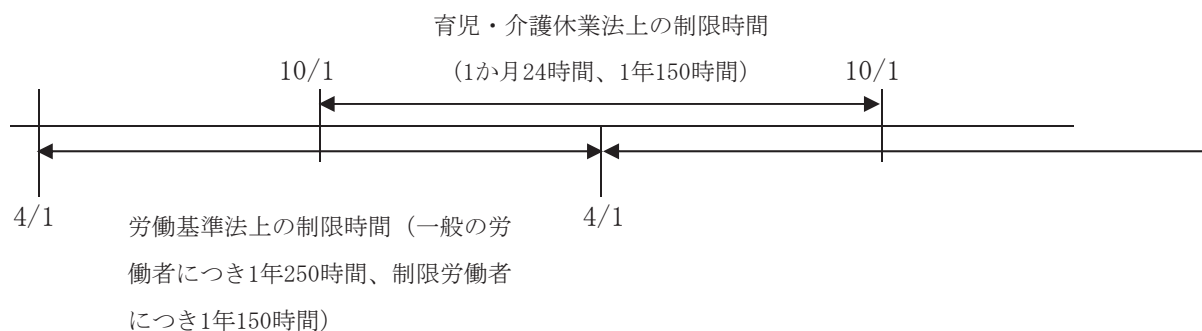 育児・介護休業法上の制限時間
10/1 (1か月24時間、1年150時間) 10/1
4/1 4/1
労働基準法上の制限時間(一般の労
働者につき1年250時間、制限労働者
につき1年150時間)